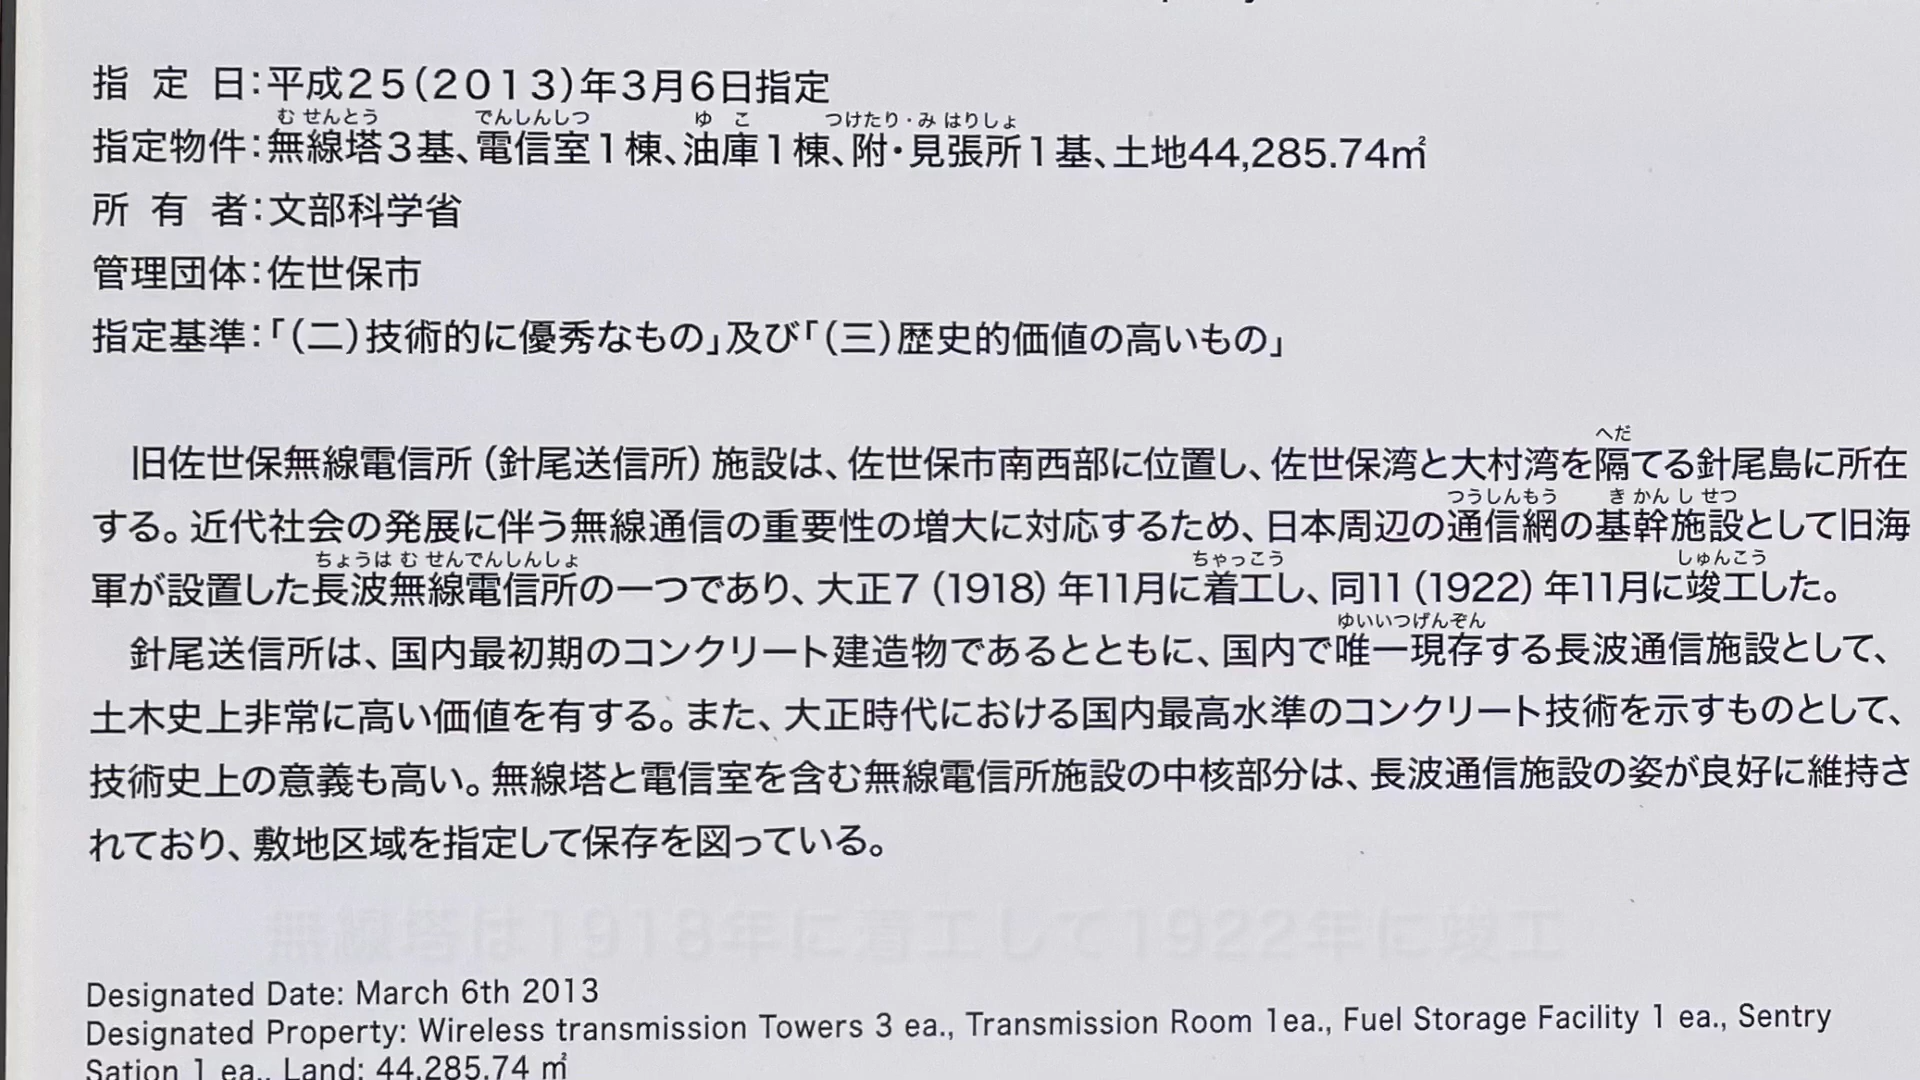 指定日:平成25(2013)年3月6日指定
むせんとう でんしんしつ ゆこ つけたり・みはりしょ
指定物件:無線塔3基、電信室1棟、油庫1棟、附・見張所1基、土地44,285.74㎡
所有者:文部科学省
管理団体:佐世保市
指定基準:「(二)技術的に優秀なもの」及び「(三)歴史的価値の高いもの」
へだ
旧佐世保無線電信所(針尾送信所)施設は、佐世保市南西部に位置し、佐世保湾と大村湾を隔てる針尾島に所在
つうしんもう きかんしせつ
する。近代社会の発展に伴う無線通信の重要性の増大に対応するため、日本周辺の通信網の基幹施設として旧海
ちょうはむせんでんしんしょ ちゃっこう しゅんこう
軍が設置した長波無線電信所の一つであり、大正7(1918)年11月に着工し、同11(1922)年11月に竣工した。
ゆいいつげんぞん
針尾送信所は、国内最初期のコンクリート建造物であるとともに、国内で唯一現存する長波通信施設として、
土木史上非常に高い価値を有する。また、大正時代における国内最高水準のコンクリート技術を示すものとして、
技術史上の意義も高い。無線塔と電信室を含む無線電信所施設の中核部分は、長波通信施設の姿が良好に維持さ
れており、敷地区域を指定して保存を図っている。
無線塔は1918年に着工して1922年に竣工
Designated Date: March 6th 2013
Designated Property: Wireless transmission Towers 3 ea., Transmission Room 1ea., Fuel Storage Facility 1 ea., Sentry
Sation 1 ea., Land: 44,285.74 ㎡